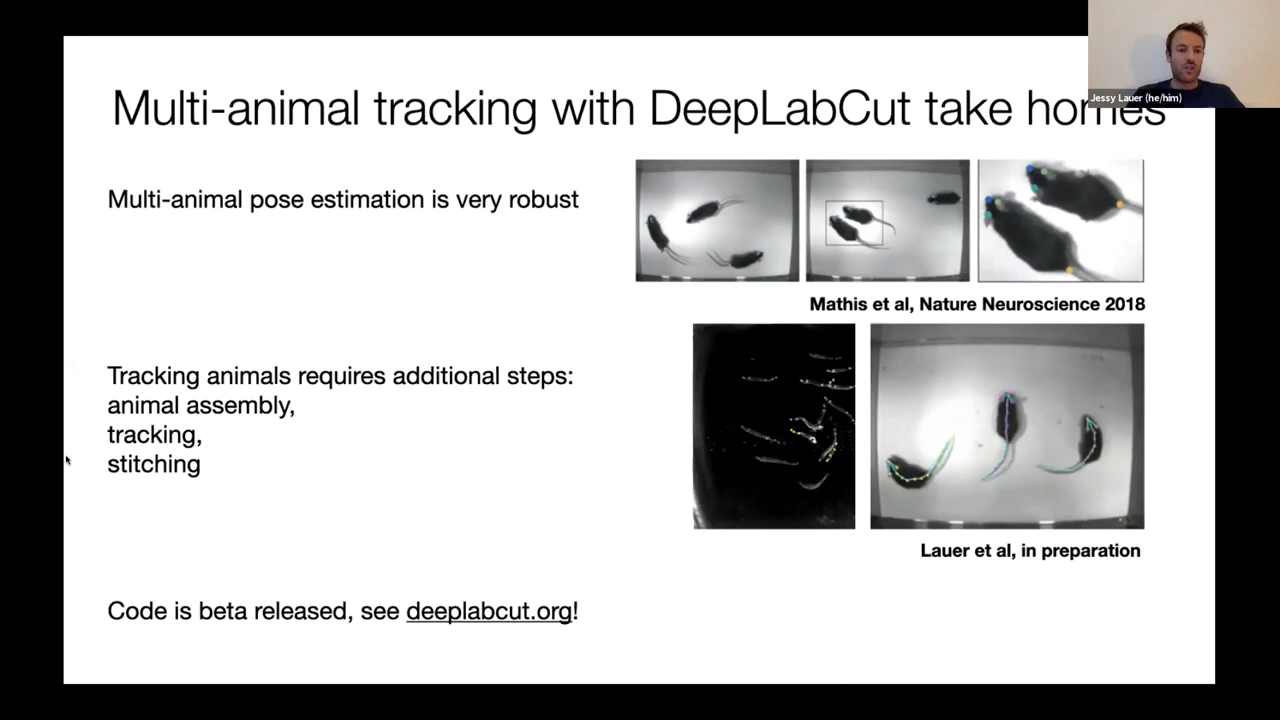 Multi-animal tracking with DeepLabCut take homes
Jessy Lauer (he/him)
Multi-animal pose estimation is very robust
Mathis et al, Nature Neuroscience 2018
Tracking animals requires additional steps:
animal assembly,
tracking,
stitching
Lauer et al, in preparation
Code is beta released, see deeplabcut.org!